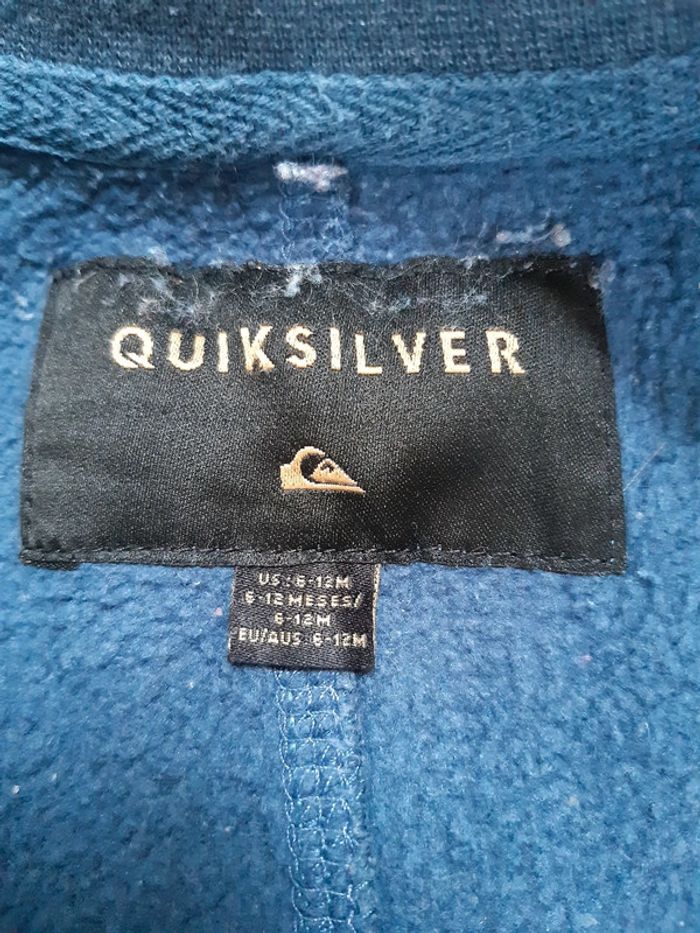 QUIKSILVER
US: 6-12M
6-12 MESES/
6-12M
EU/AUS 6-12M